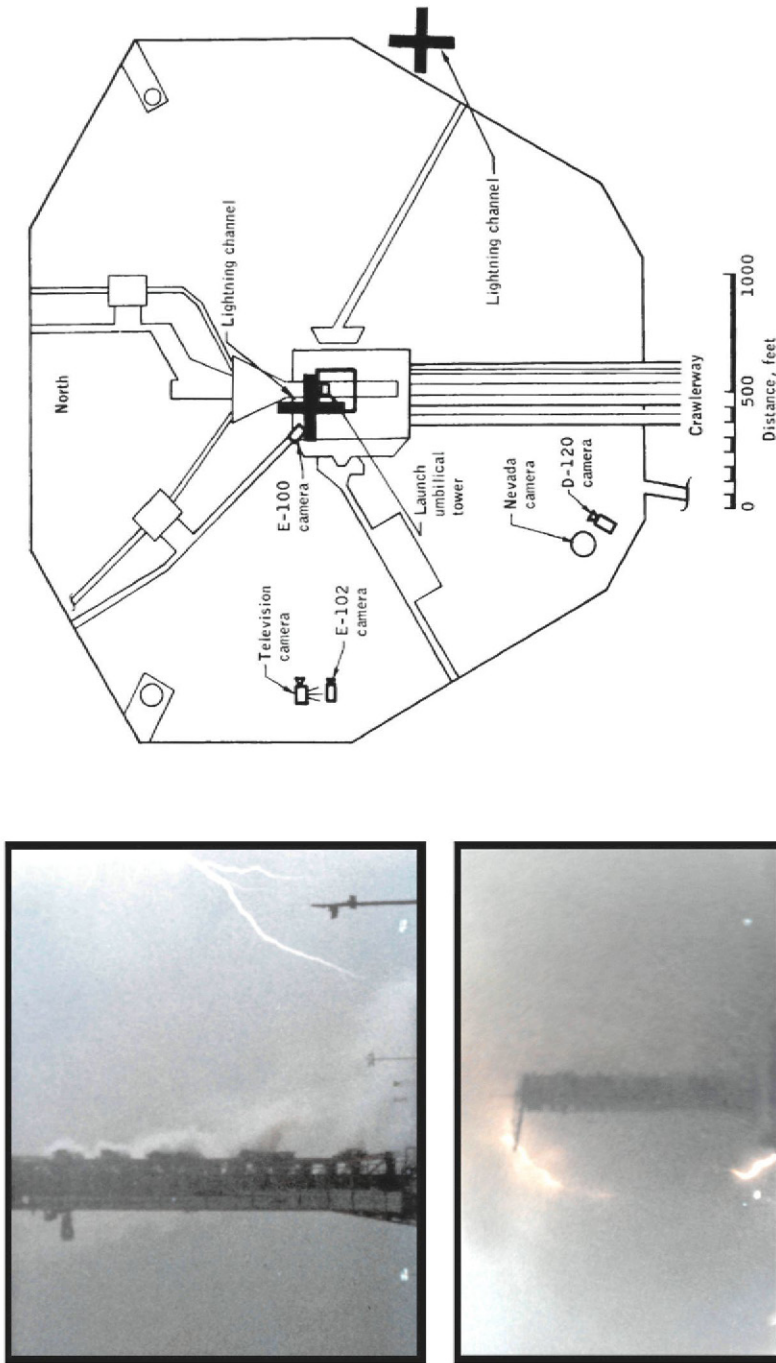 North
Lightning channel
Lightning channel
E-100
camera
Launch
umbilical
tower
Television
camera
E-102
camera
Nevada
camera
D-120
camera
Crawlerway
0
500
1000
Distance, feet